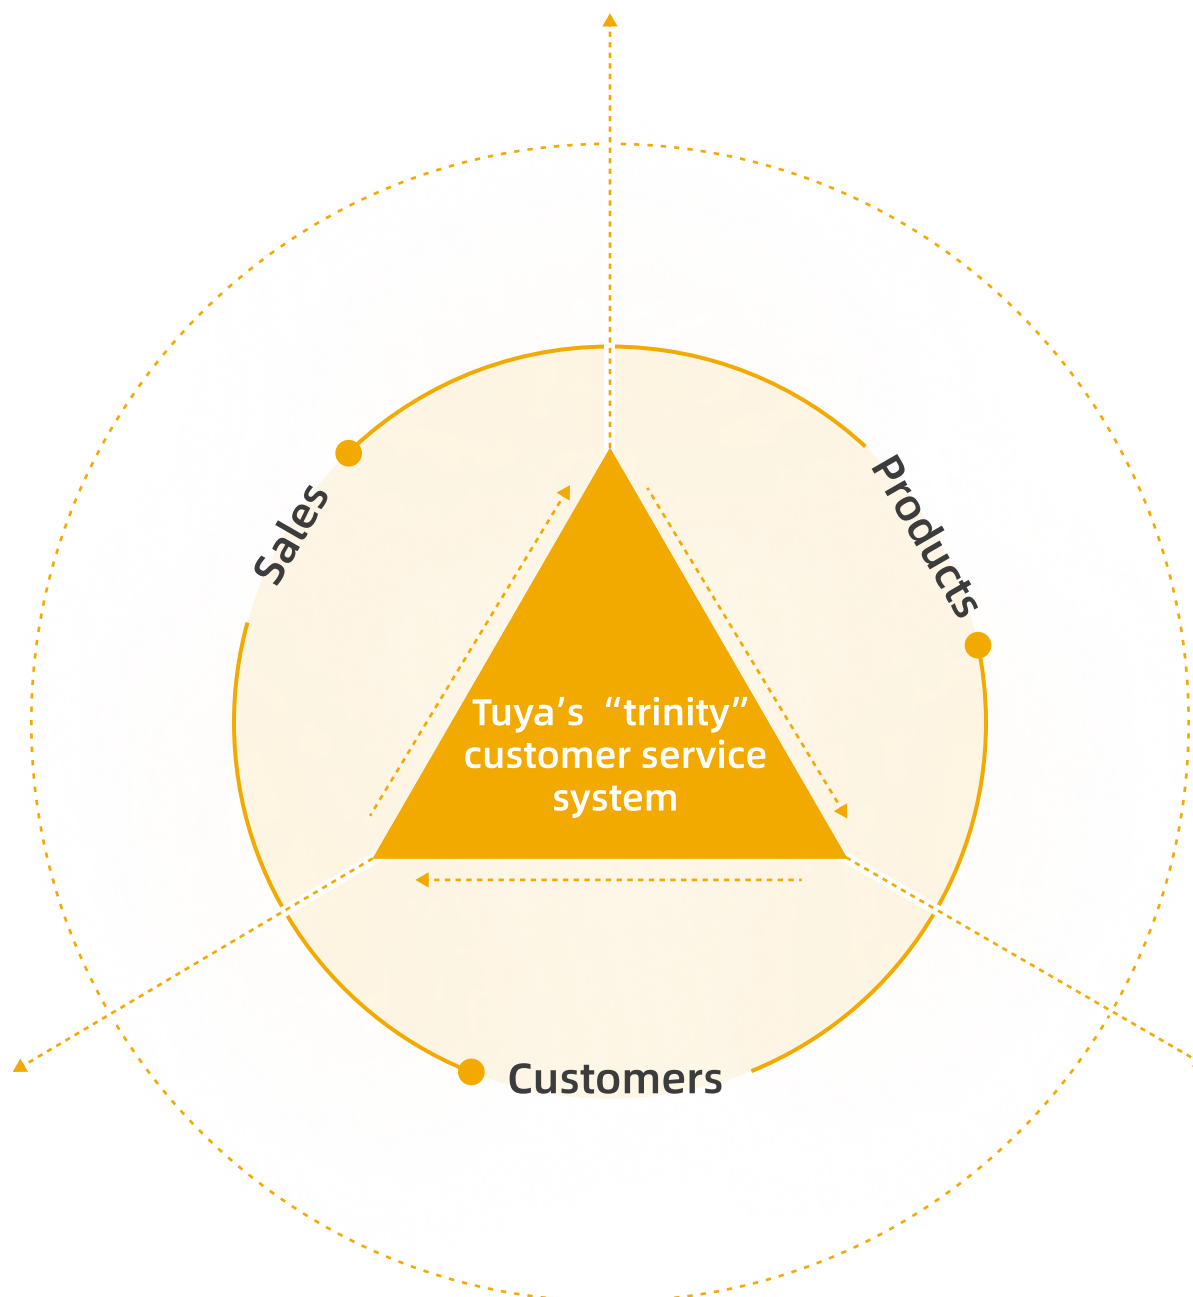 Sales
Products
Tuya’s “trinity”
customer service
system
Customers